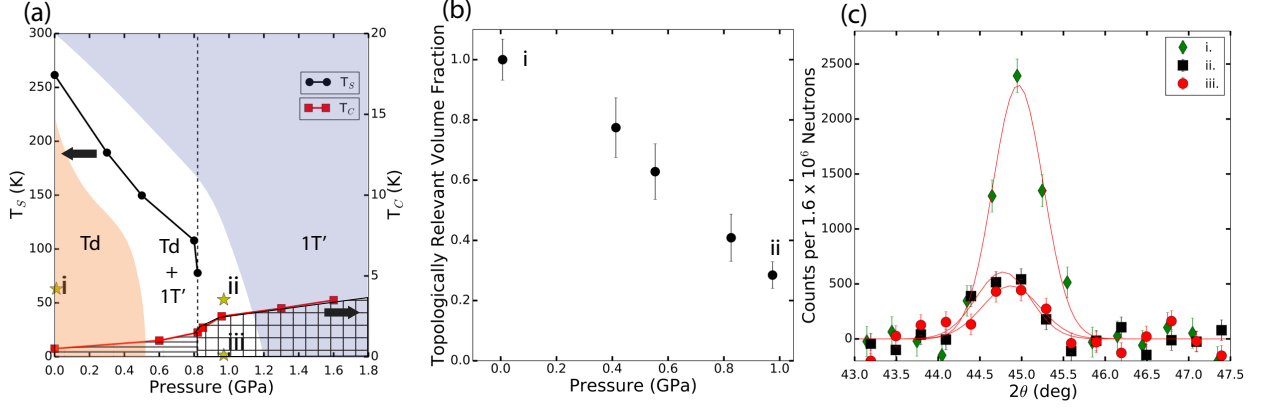 (a)
300
250
200
150
100
50
0
T_S (K)
0.0 0.2 0.4 0.6 0.8 1.0 1.2 1.4 1.6 1.8
Pressure (GPa)
20
15
10
5
0
T_C (K)
T_S
T_C
Td
Td
+
1T’
1T’
i
ii
iii
(b)
1.0
0.8
0.6
0.4
0.2
0.0
Topologically Relevant Volume Fraction
0.0 0.2 0.4 0.6 0.8 1.0
Pressure (GPa)
i
ii
(c)
2500
2000
1500
1000
500
0
Counts per 1.6 x 10^6 Neutrons
43.0 43.5 44.0 44.5 45.0 45.5 46.0 46.5 47.0 47.5
2θ (deg)
i.
ii.
iii.